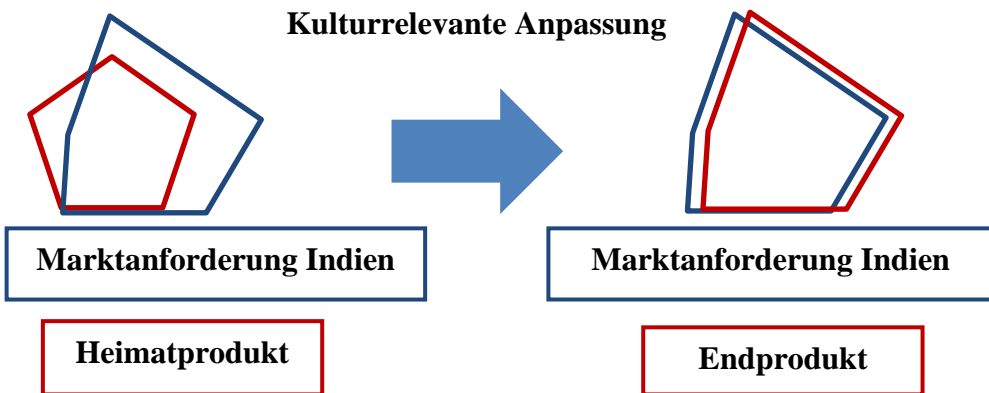 Kulturrelevante Anpassung
Marktanforderung Indien
Marktanforderung Indien
Heimatprodukt
Endprodukt